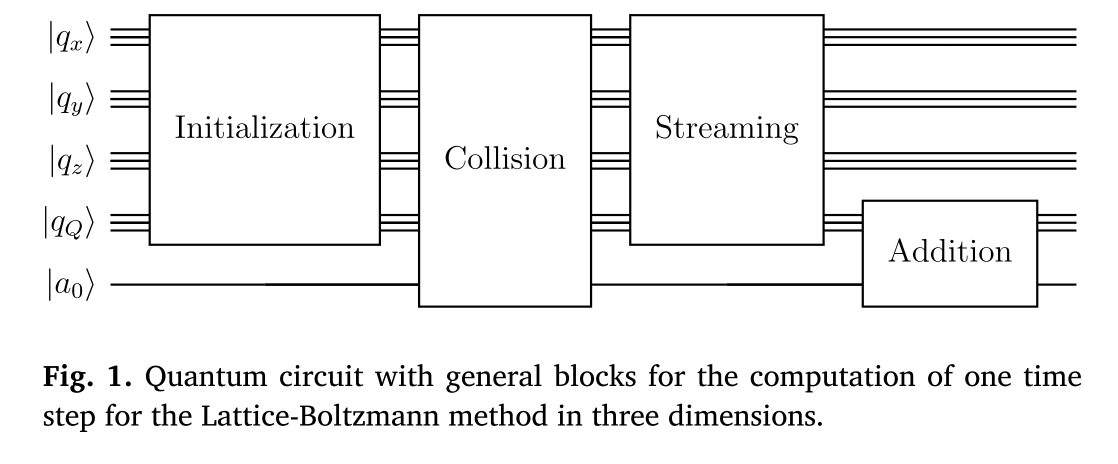 |q_x⟩
Initialization
Collision
Streaming
|q_y⟩
|q_z⟩
|q_Q⟩
Addition
|a_0⟩
Fig. 1. Quantum circuit with general blocks for the computation of one time
step for the Lattice-Boltzmann method in three dimensions.